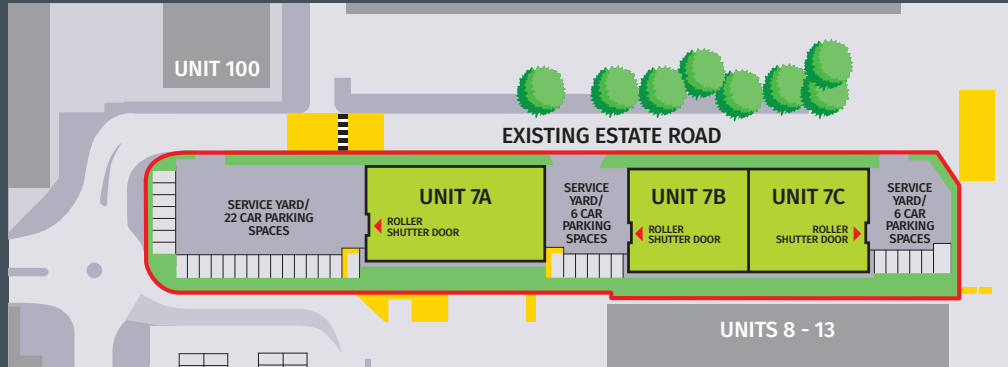 UNIT 100
EXISTING ESTATE ROAD
SERVICE YARD/
22 CAR PARKING
SPACES
UNIT 7A
ROLLER
SHUTTER DOOR
SERVICE
YARD/
6 CAR
PARKING
SPACES
UNIT 7B
ROLLER
SHUTTER DOOR
UNIT 7C
ROLLER
SHUTTER DOOR
SERVICE
YARD/
6 CAR
PARKING
SPACES
UNITS 8 - 13